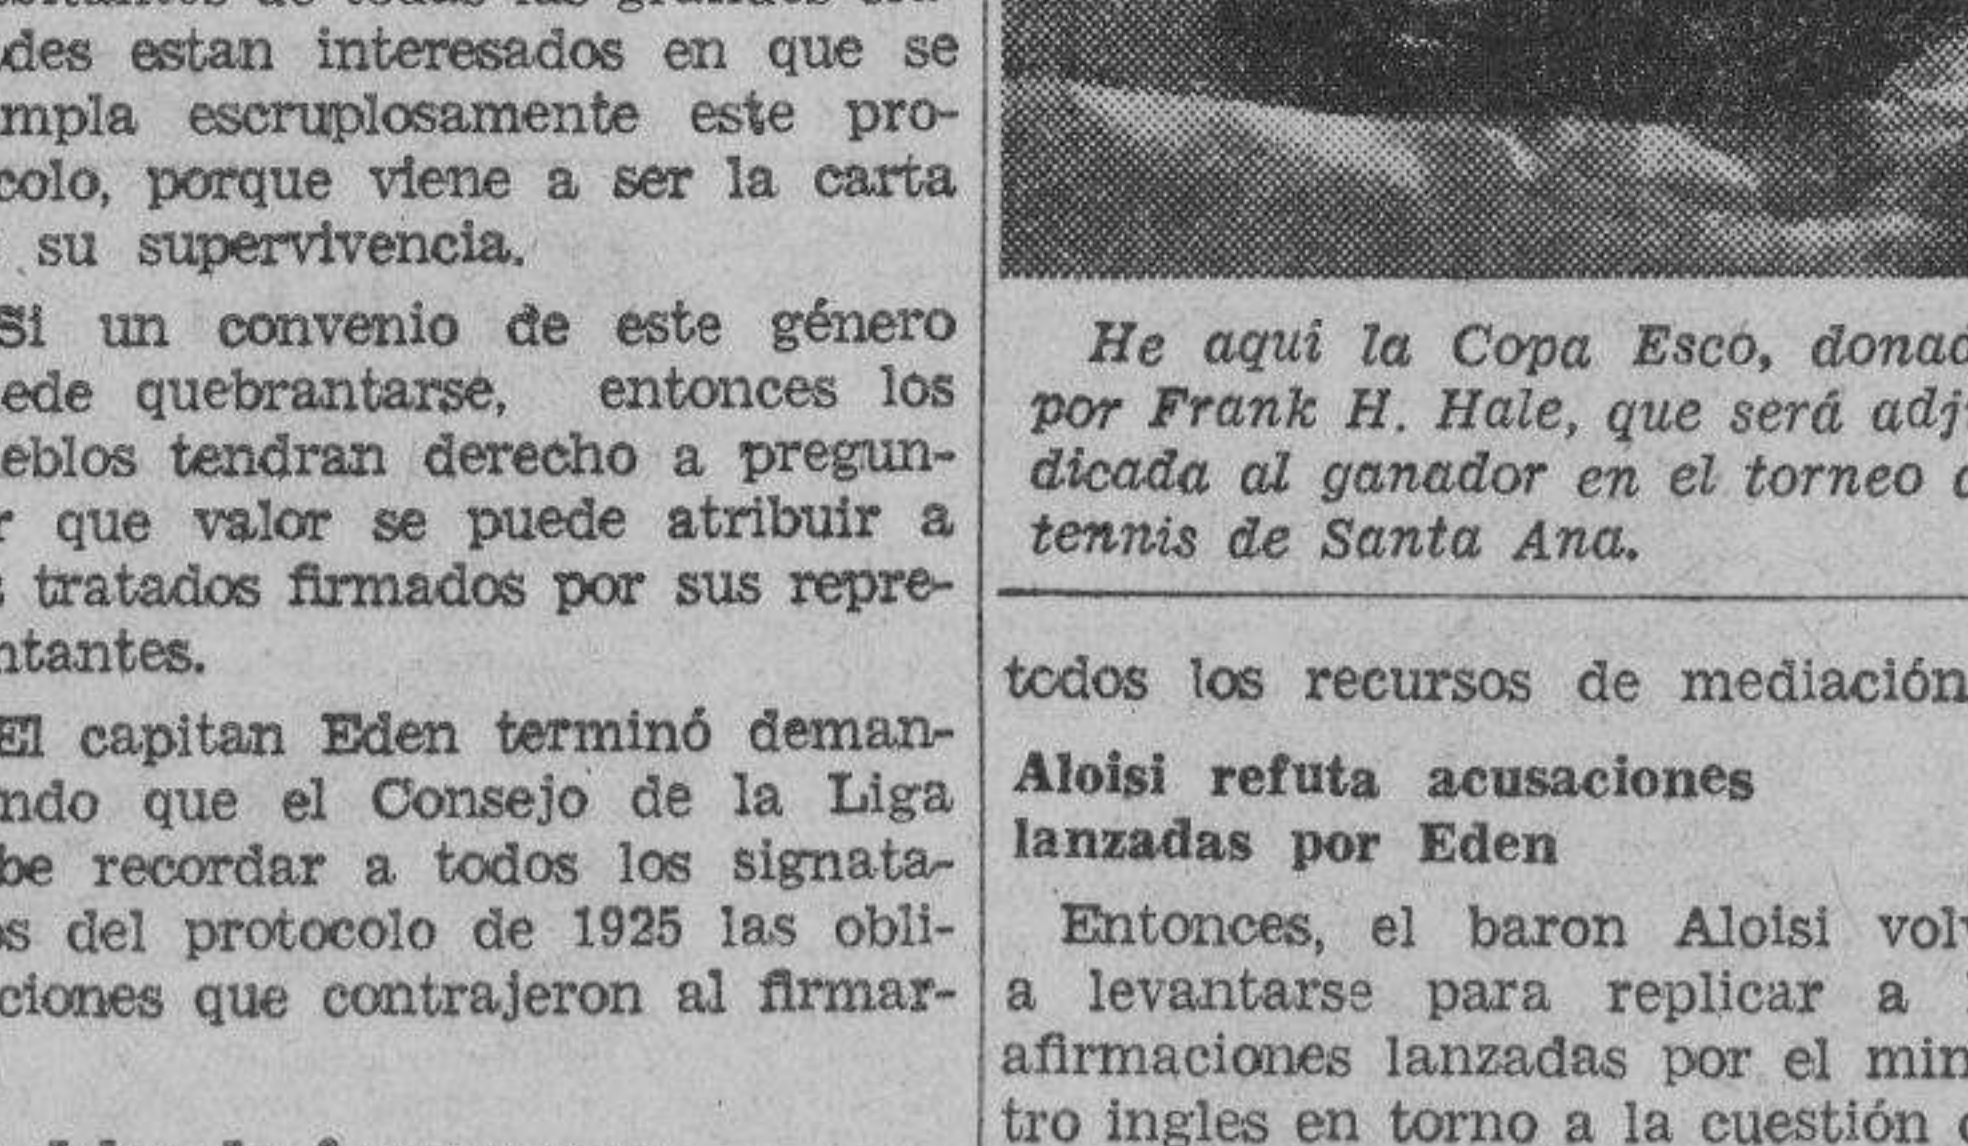 des estan interesados en que se
mpla escruplosamente este pro-
colo, porque viene a ser la carta
su supervivencia.
Si un convenio de este género
ede quebrantarse, entonces los
eblos tendran derecho a pregun-
r que valor se puede atribuir a
s tratados firmados por sus repre-
ntantes.
El capitan Eden terminó deman-
ndo que el Consejo de la Liga
be recordar a todos los signata-
os del protocolo de 1925 las obli-
ciones que contrajeron al firmar-
He aquí la Copa Esco, donad
por Frank H. Hale, que será adju
dicada al ganador en el torneo d
tennis de Santa Ana.
todos los recursos de mediación
Aloisi refuta acusaciones
lanzadas por Eden
Entonces, el baron Aloisi volv
a levantarse para replicar a
afirmaciones lanzadas por el min
tro ingles en torno a la cuestión